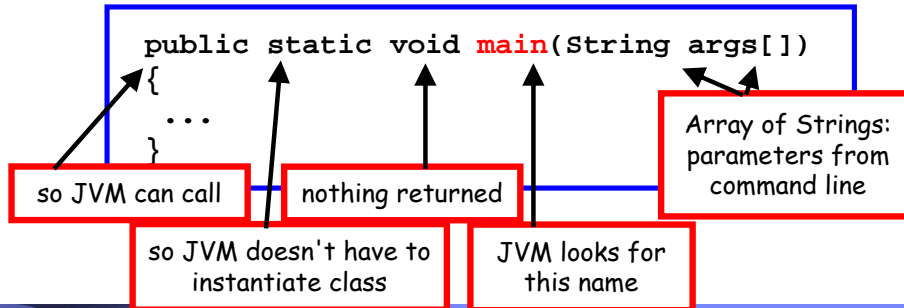 public static void main(String args[])
{
...
}
Array of Strings:
parameters from
command line
so JVM can call
nothing returned
so JVM doesn't have to
instantiate class
JVM looks for
this name